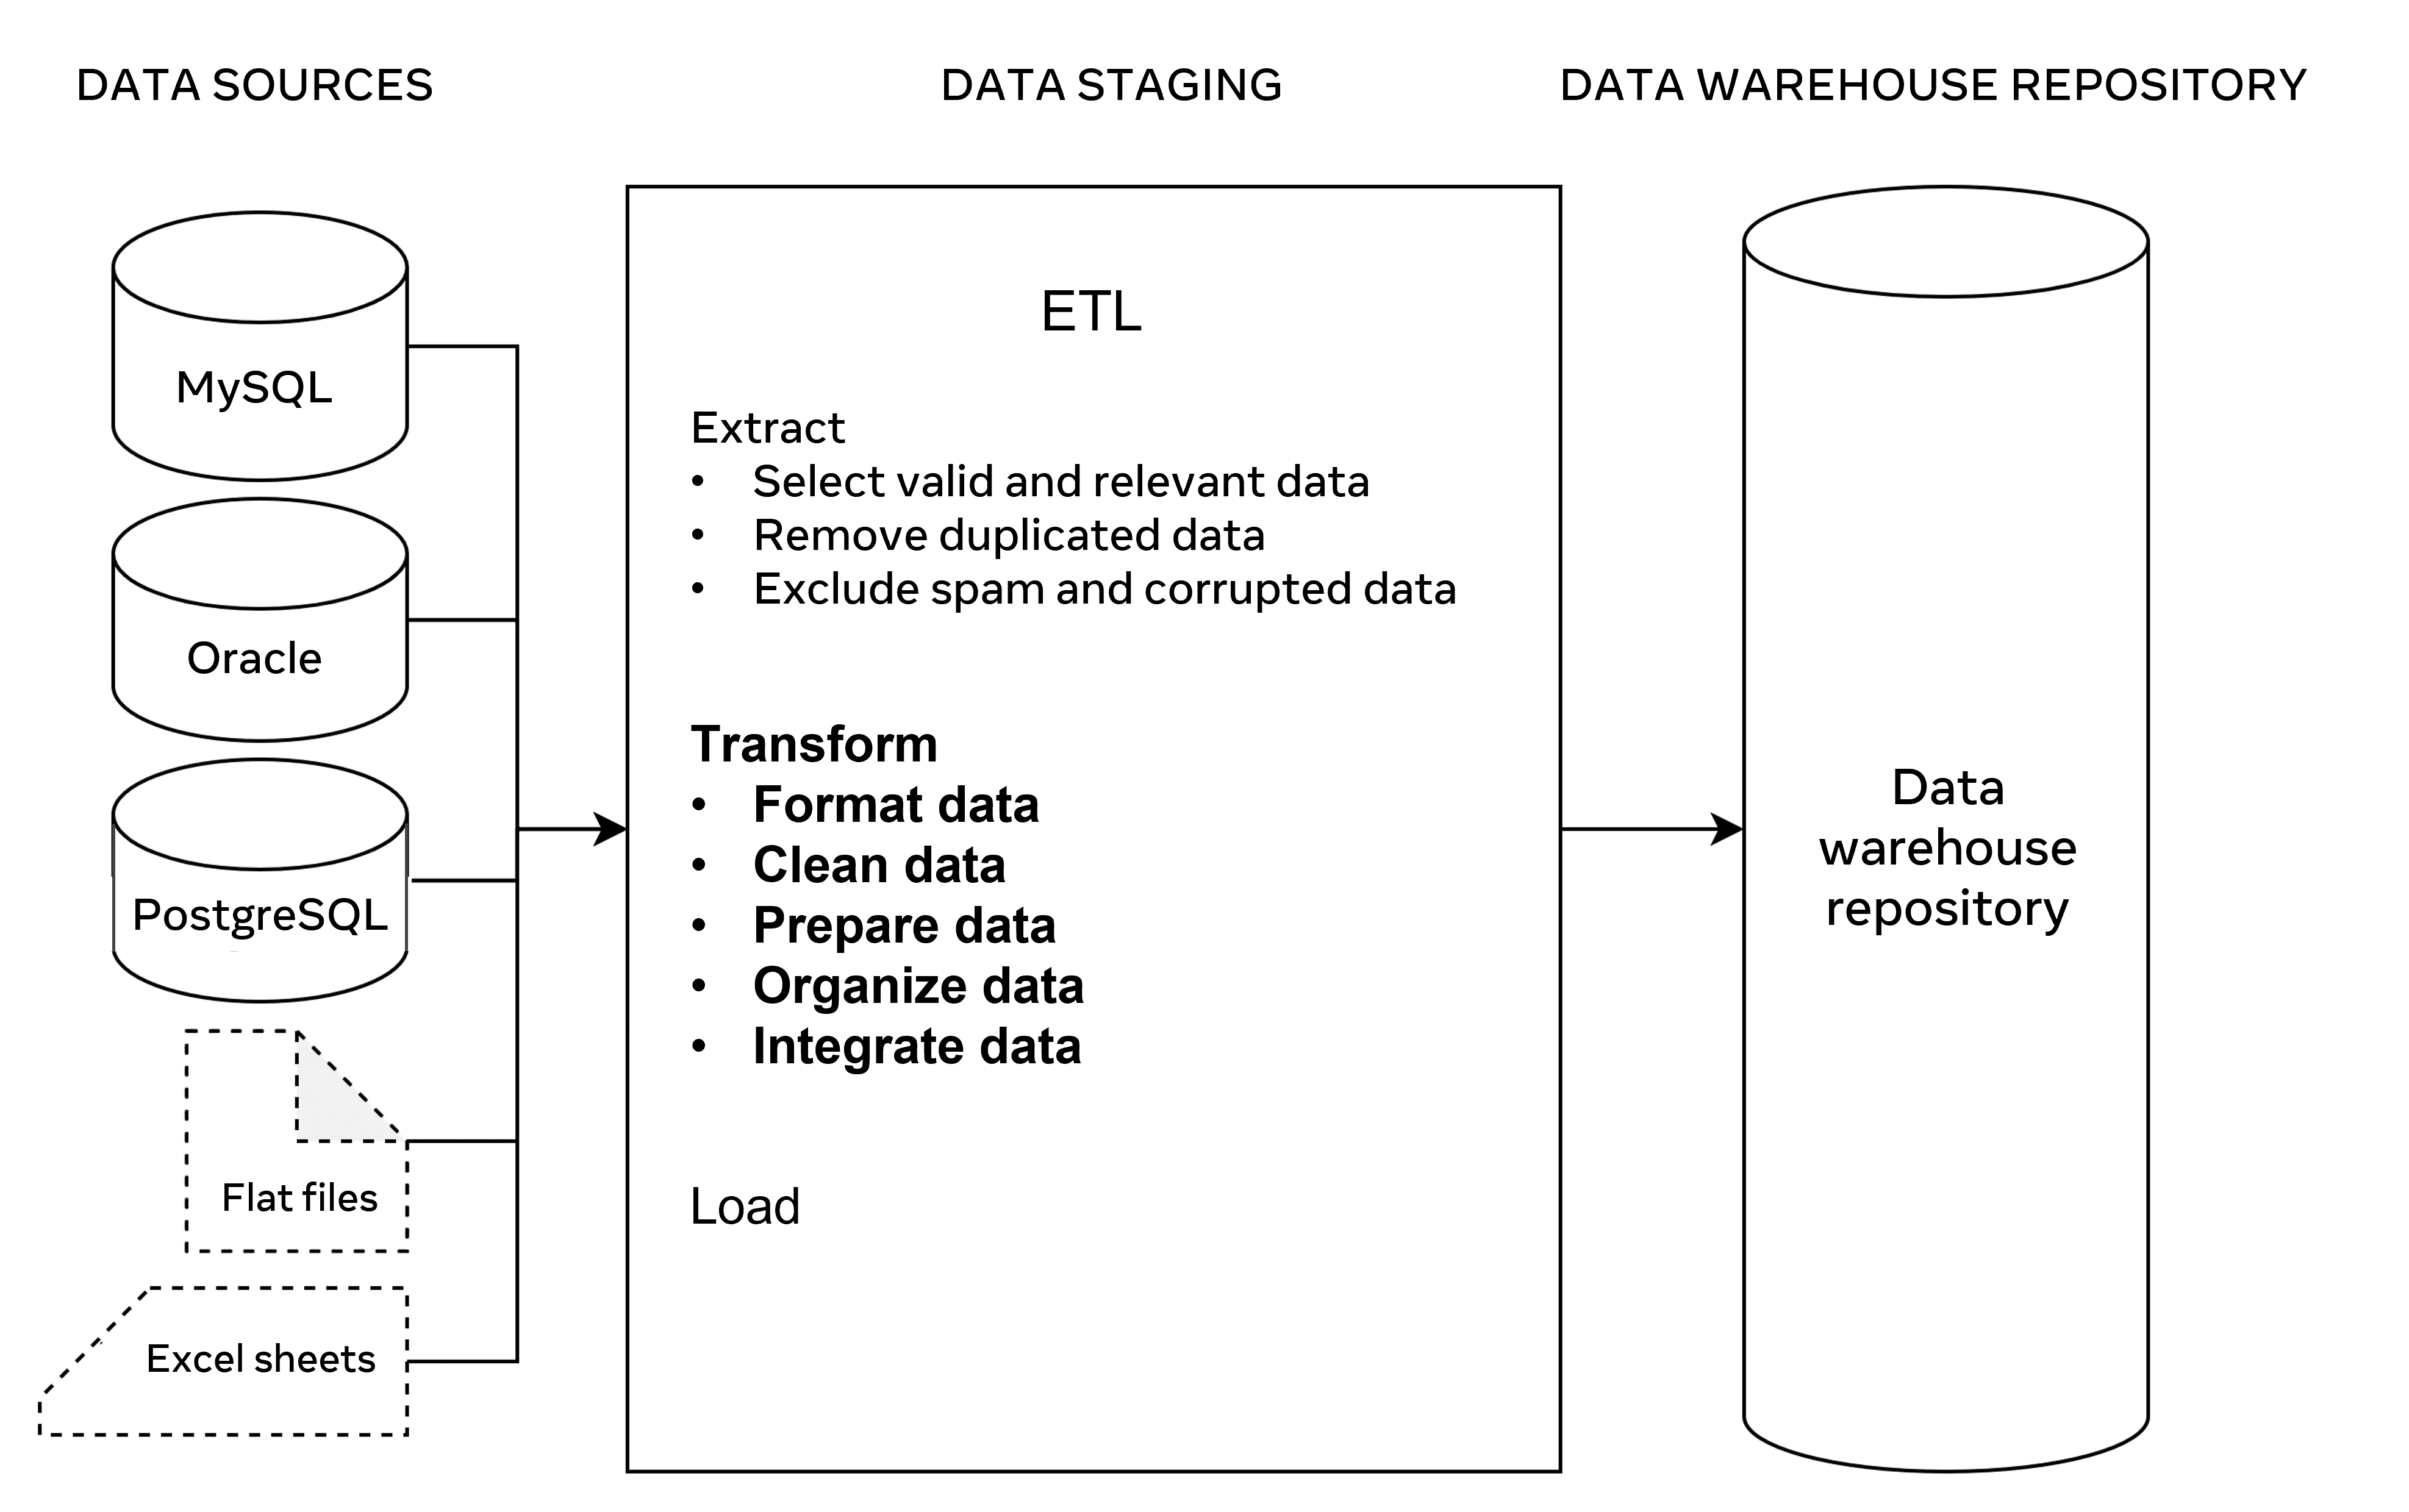 DATA SOURCES
DATA STAGING
DATA WAREHOUSE REPOSITORY
MySQL
Oracle
PostgreSQL
Flat files
Excel sheets
ETL
Extract
• Select valid and relevant data
• Remove duplicated data
• Exclude spam and corrupted data
Transform
• Format data
• Clean data
• Prepare data
• Organize data
• Integrate data
Load
Data
warehouse
repository